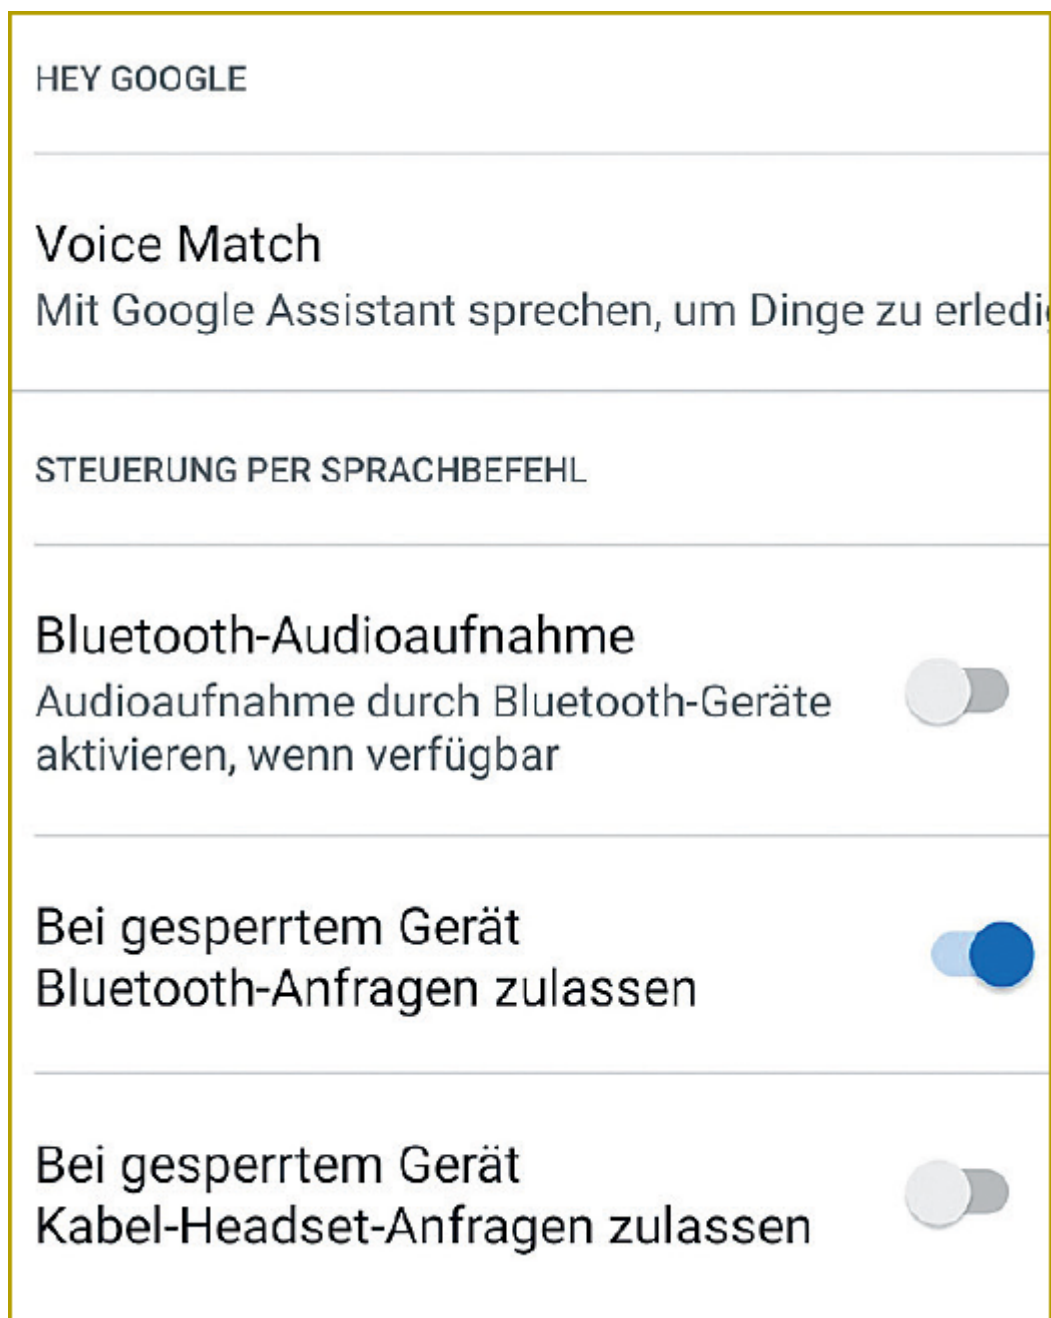 HEY GOOGLE
Voice Match
Mit Google Assistant sprechen, um Dinge zu
STEUERUNG PER SPRACHBEFEHL
Bluetooth-Audioaufnahme
Audioaufnahme durch Bluetooth-Geräte
aktivieren, wenn verfügbar
Bei gesperrtem Gerät
Bluetooth-Anfragen zulassen
Bei gesperrtem Gerät
Kabel-Headset-Anfragen zulassen